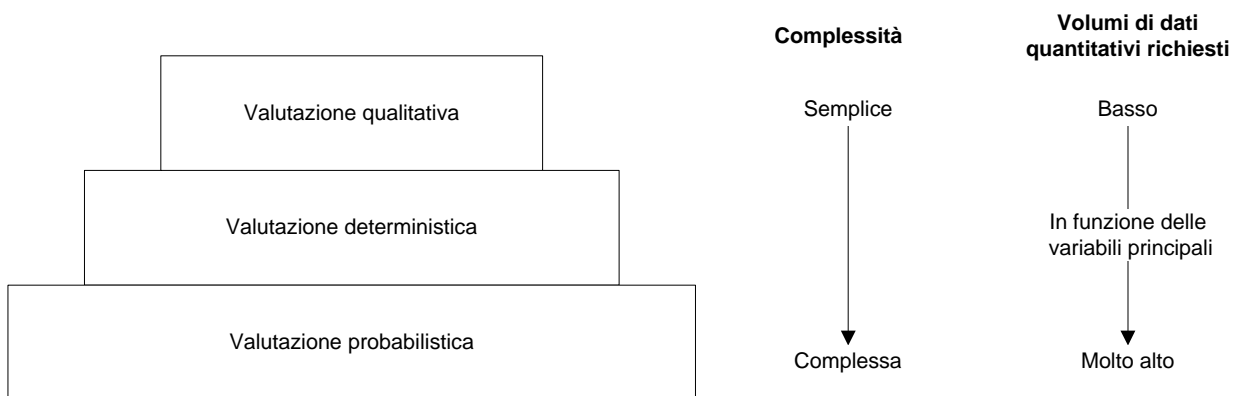 Complessità
Volumi di dati
quantitativi richiesti
Valutazione qualitativa
Semplice
Basso
Valutazione deterministica
In funzione delle
variabili principali
Valutazione probabilistica
Complessa
Molto alto